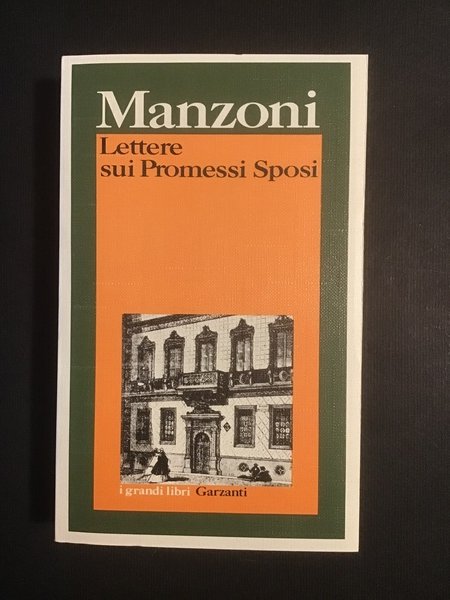 Manzoni
Lettere
sui Promessi Sposi
i grandi libri Garzanti